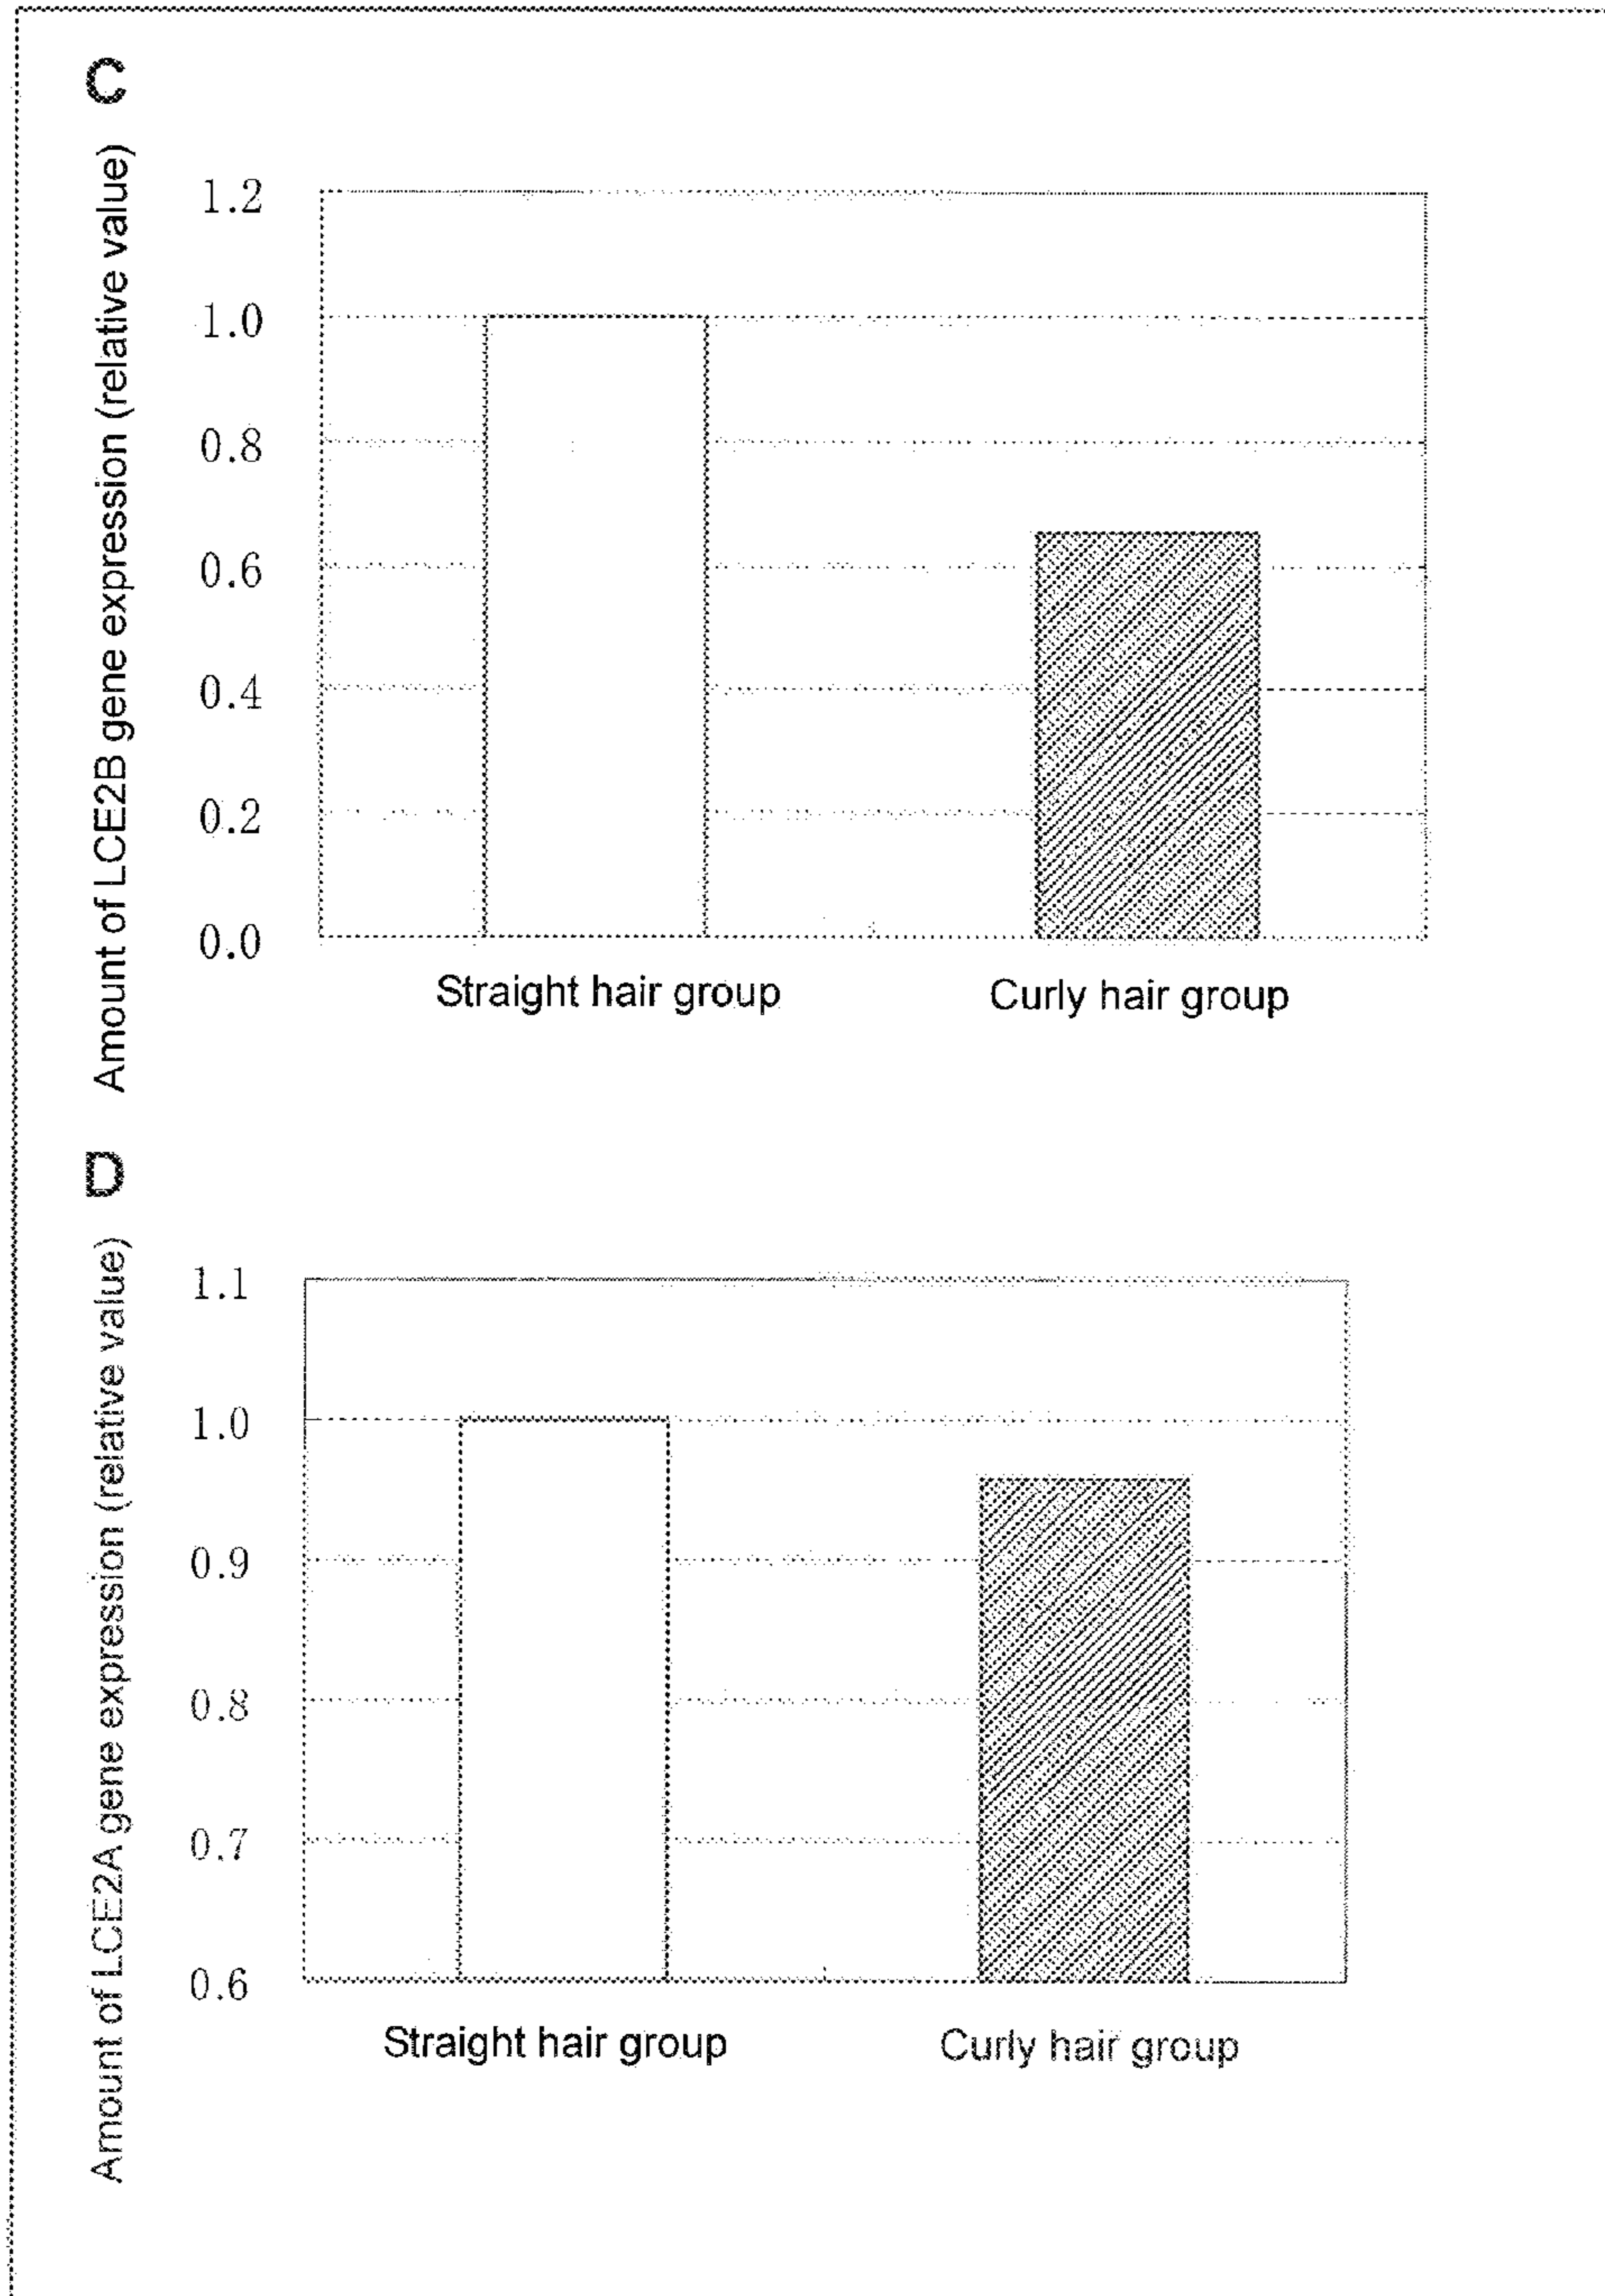 C
Amount of LCE2B gene expression (relative value)
1.2
1.0
0.8
0.6
0.4
0.2
0.0
Straight hair group
Curly hair group
D
Amount of LCE2A gene expression (relative value)
1.1
1.0
0.9
0.8
0.7
0.6
Straight hair group
Curly hair group